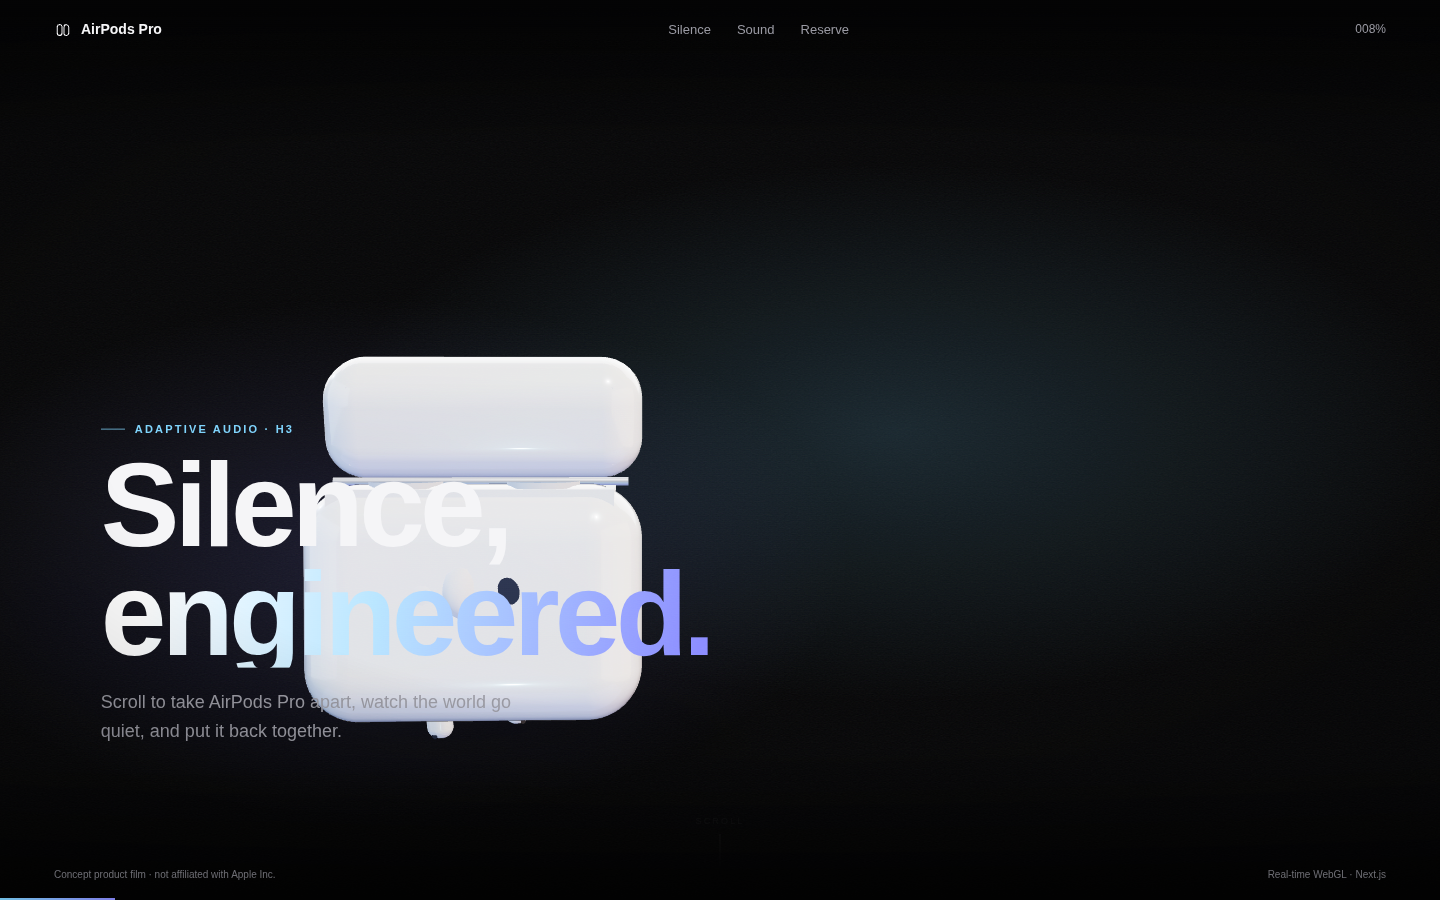 AirPods Pro
Silence
Sound
Reserve
008%
ADAPTIVE AUDIO · H3
Silence,
engineered.
Scroll to take AirPods Pro apart, watch the world go
quiet, and put it back together.
Concept product film · not affiliated with Apple Inc.
Real-time WebGL · Next.js